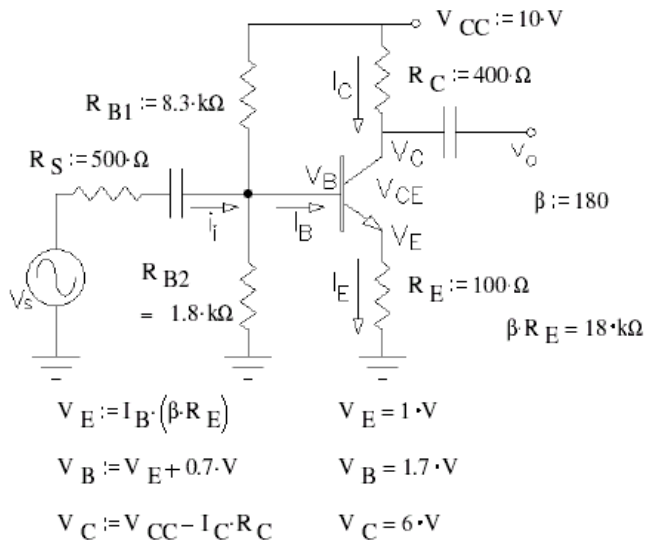 V CC := 10·V
I C
R C := 400·Ω
R B1 := 8.3·kΩ
R S := 500·Ω
V C
v o
V B
V CE
β := 180
i i
I B
V E
R B2
= 1.8·kΩ
V s
I E
R E := 100·Ω
β·R E = 18·kΩ
V E := I B·(β·R E)
V E = 1·V
V B := V E + 0.7·V
V B = 1.7·V
V C := V CC − I C·R C
V C = 6·V